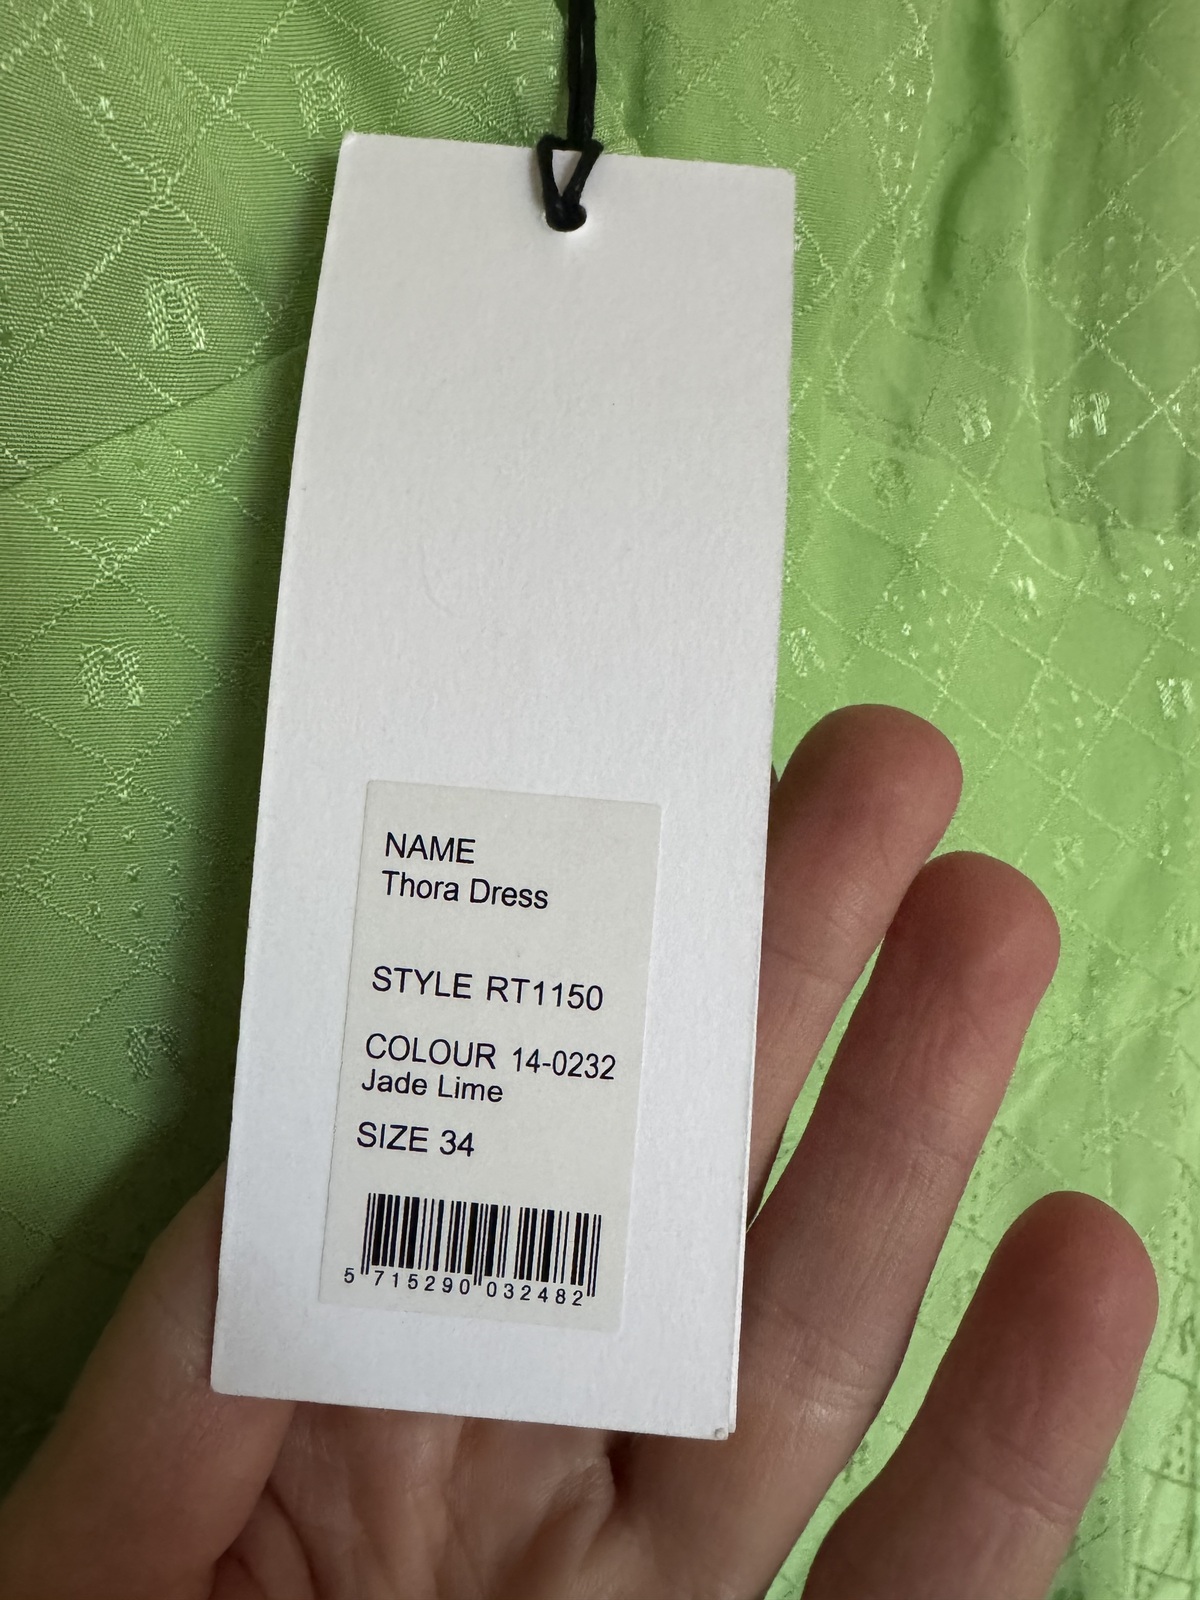 NAME
Thora Dress
STYLE RT1150
COLOUR 14-0232
Jade Lime
SIZE 34
5 715290 032482